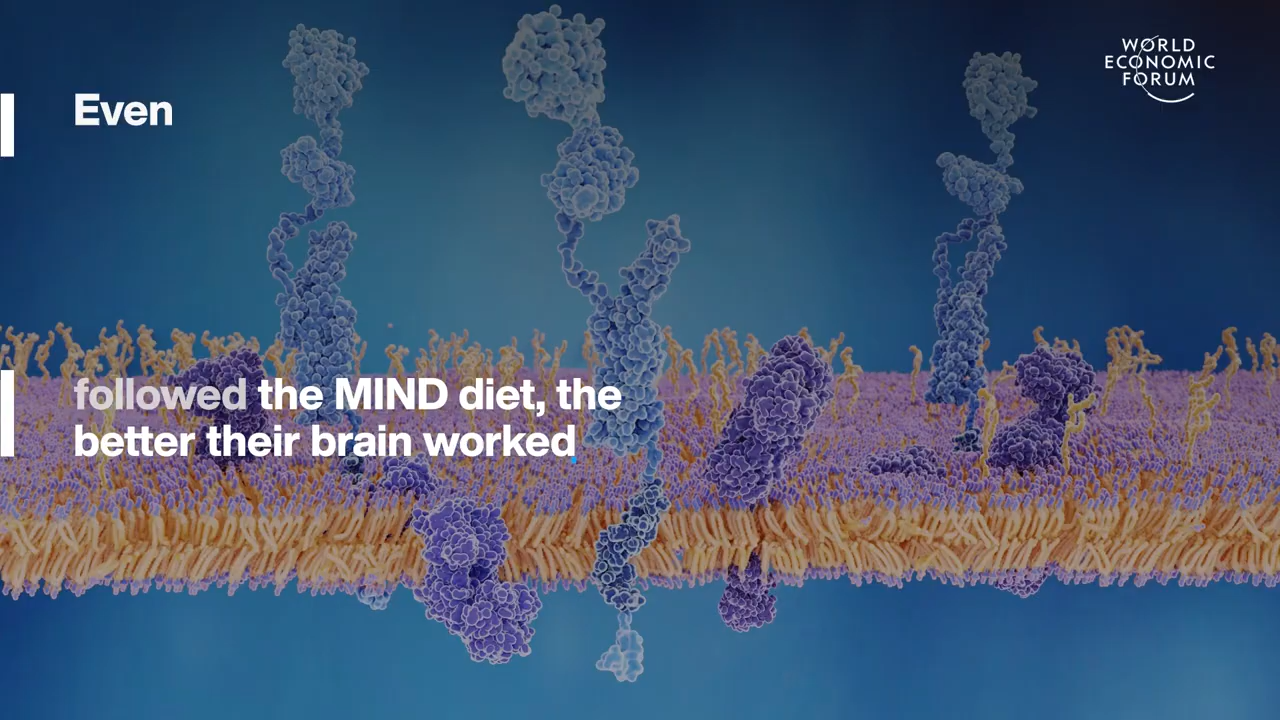 WORLD
ECONOMIC
FORUM
Even
followed the MIND diet, the
better their brain worked